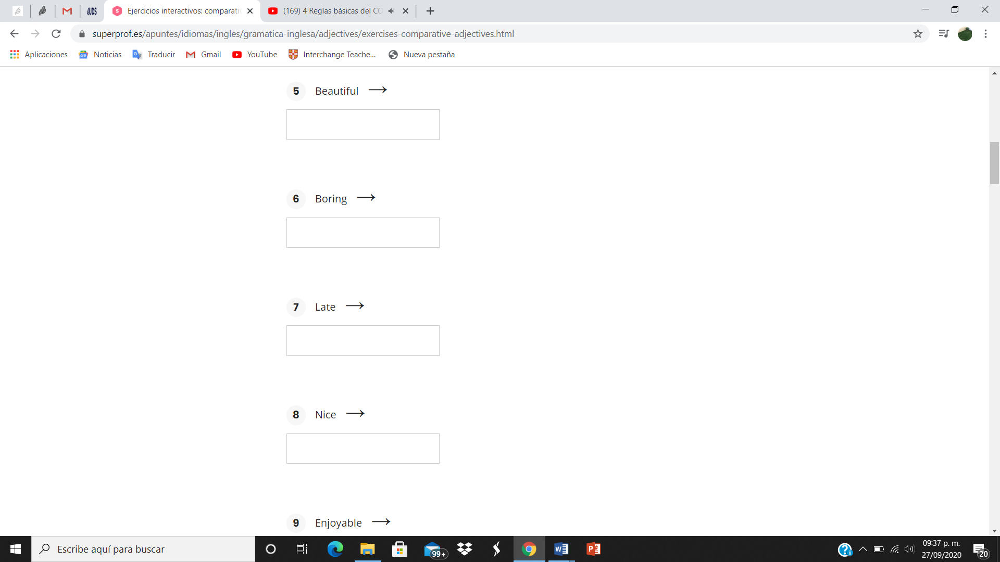 Ejercicios interactivos: comparativ
(169) 4 Reglas básicas del CO
superprof.es/apuntes/idiomas/ingles/gramatica-inglesa/adjectives/exercises-comparative-adjectives.html
Aplicaciones Noticias Traducir Gmail YouTube Interchange Teache... Nueva pestaña
5 Beautiful →
6 Boring →
7 Late →
8 Nice →
9 Enjoyable →
Escribe aquí para buscar
99+
09:37 p. m.
27/09/2020
20